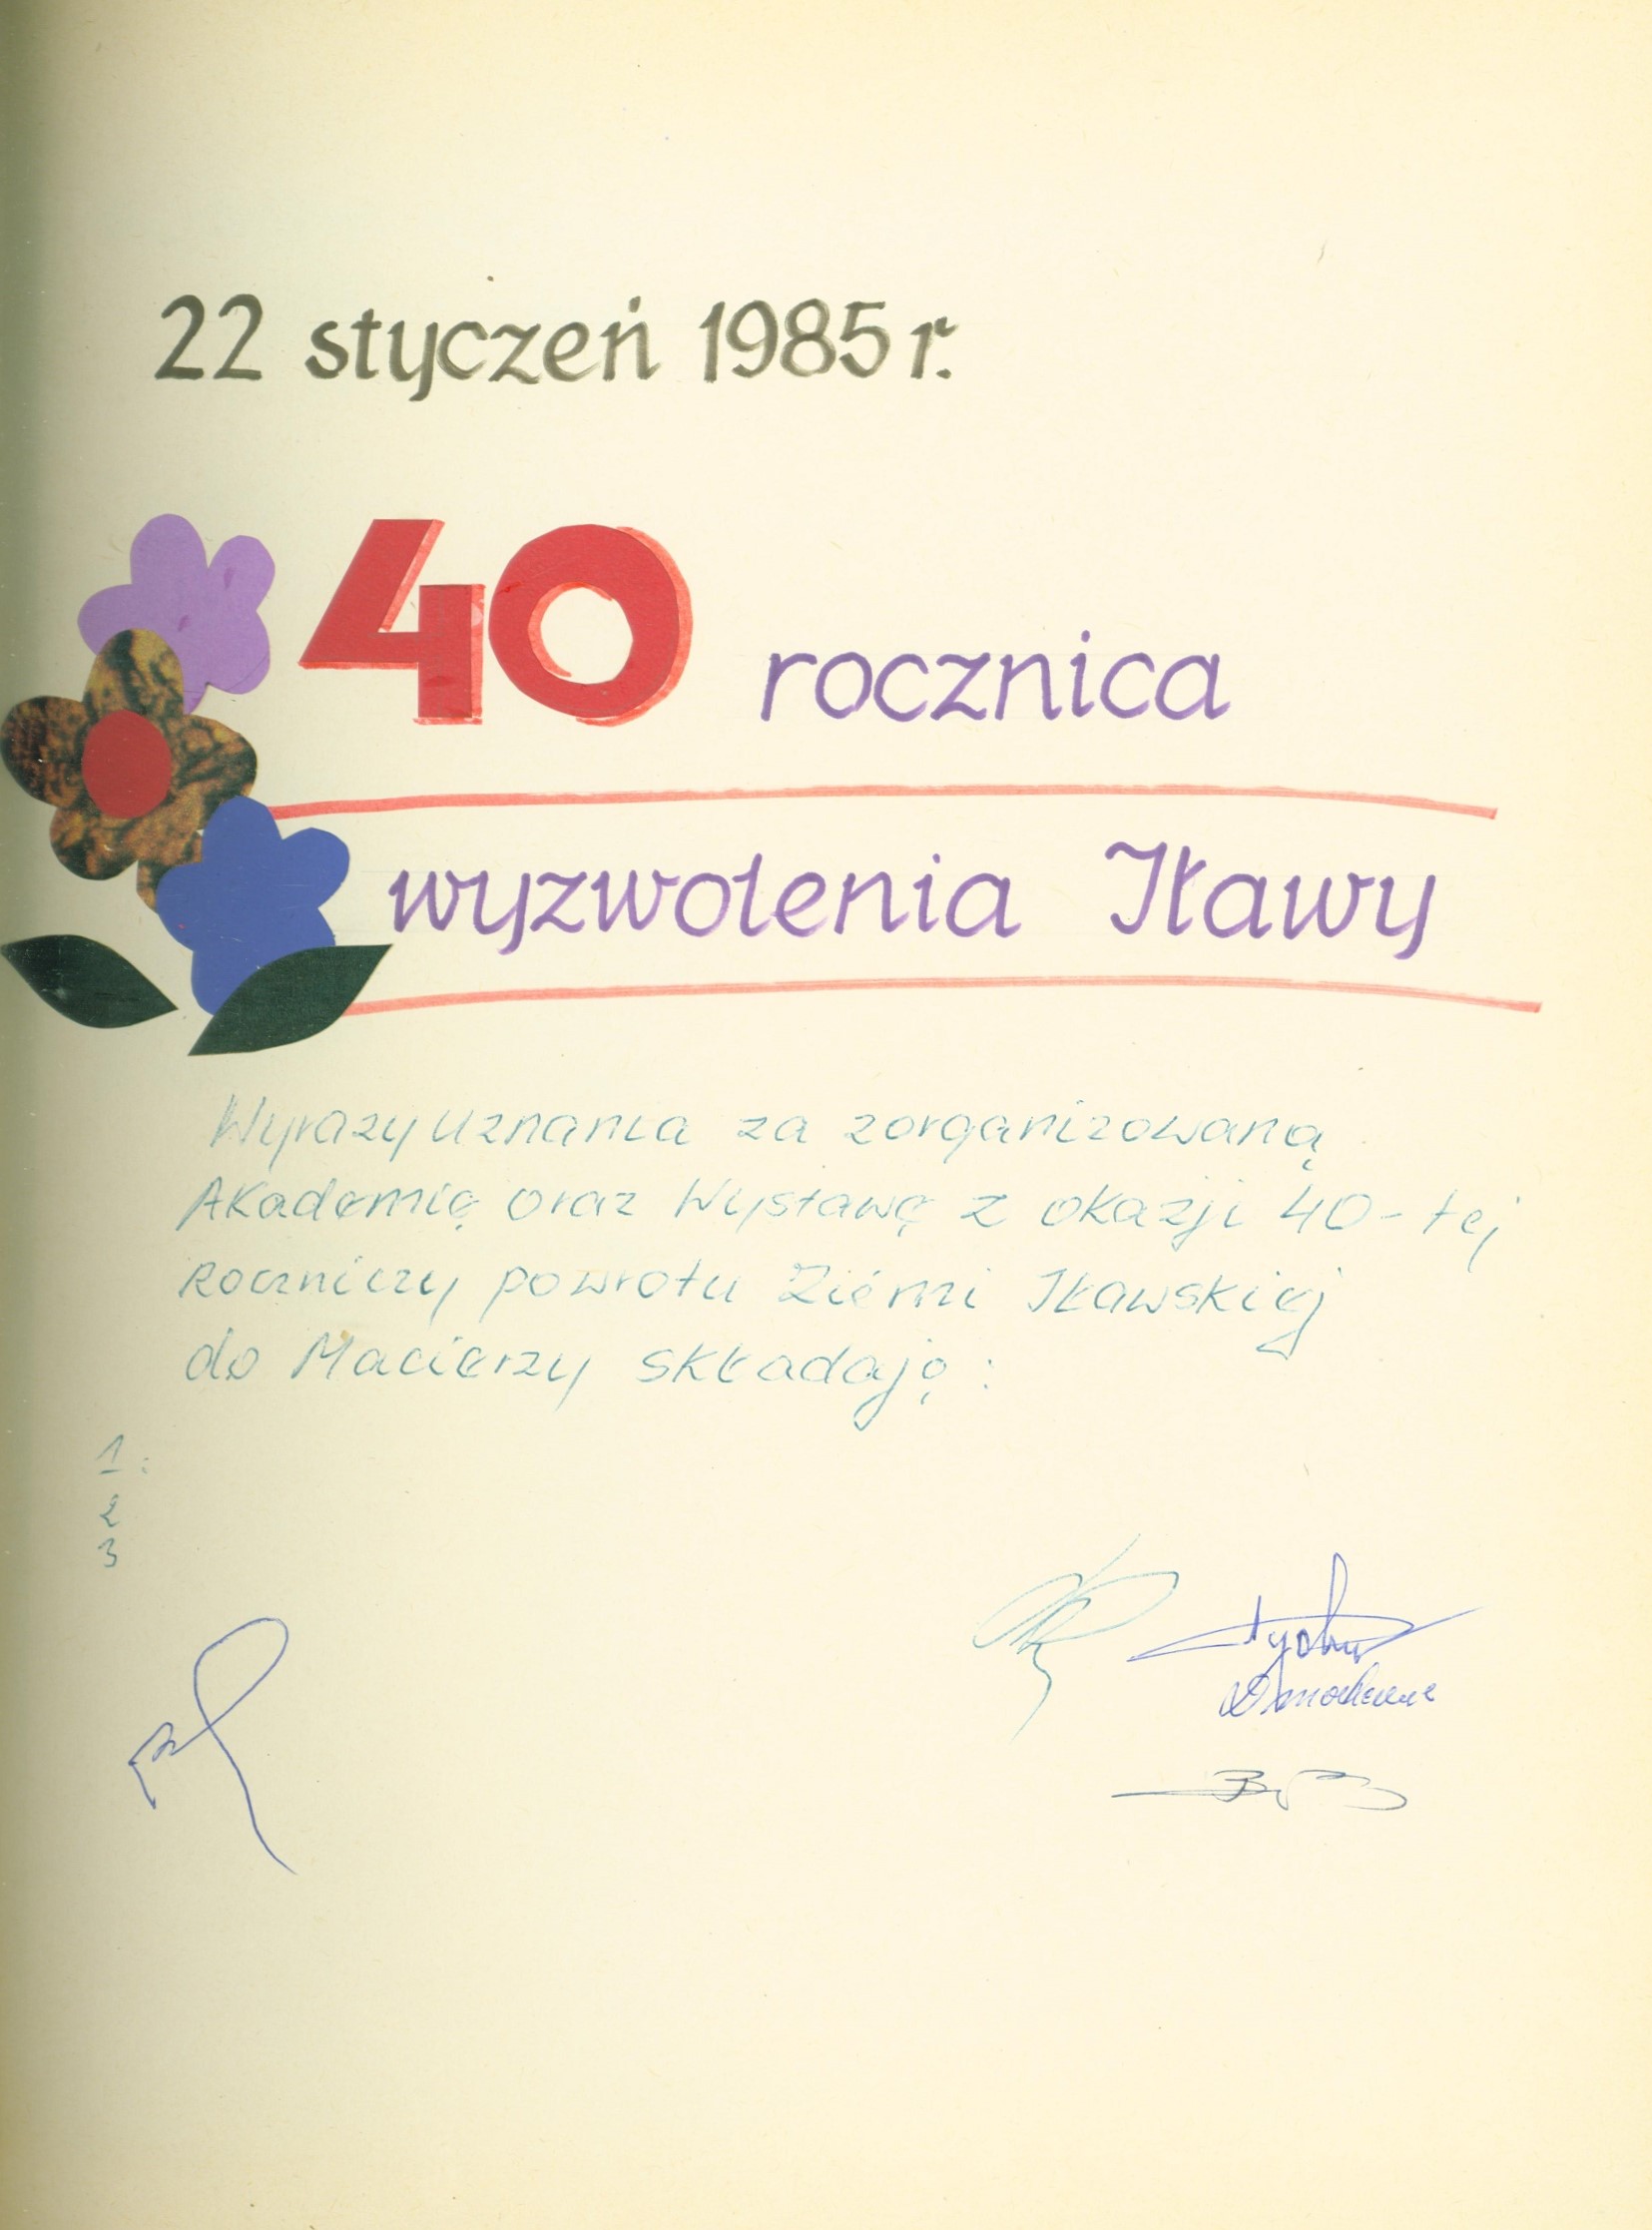 22 styczeń 1985 r.
40 rocznica
wyzwolenia Iławy
Wyrazy uznania za zorganizowaną
Akademię oraz Wystawę z okazji 40-tej
Roczniczy powrotu Ziemi Iławskiej
do Macierzy składają:
1.
2
3